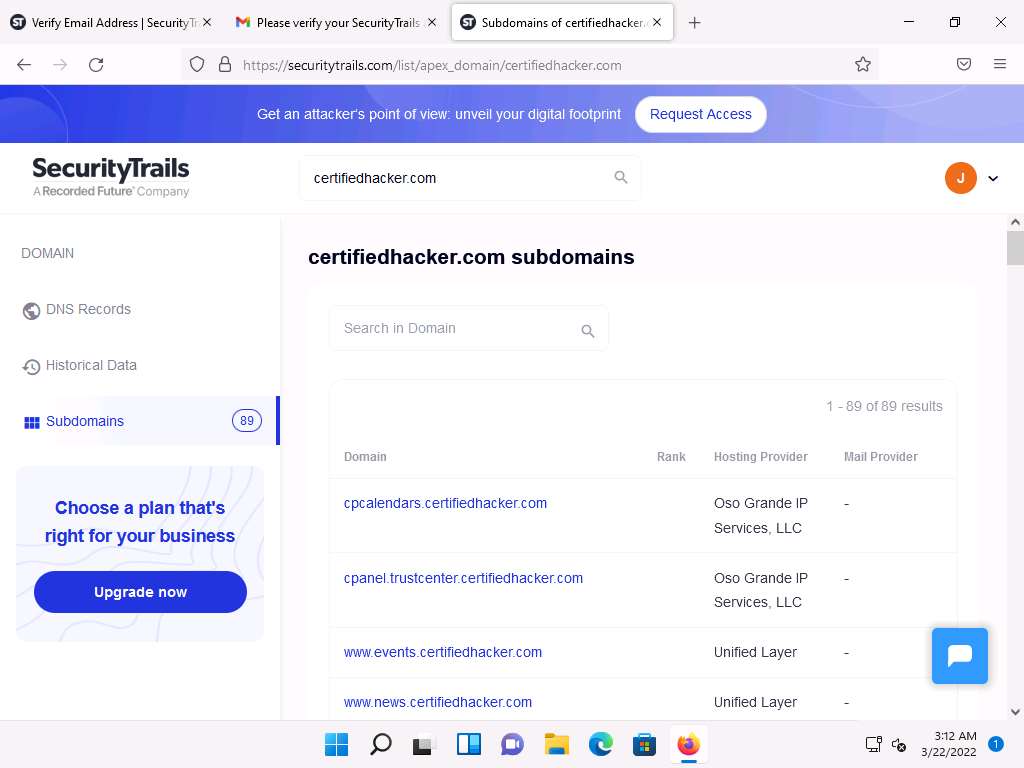 Verify Email Address | SecurityTr
Please verify your SecurityTrails
Subdomains of certifiedhacker.
https://securitytrails.com/list/apex_domain/certifiedhacker.com
Get an attacker's point of view: unveil your digital footprint
Request Access
SecurityTrails
A Recorded Future® Company
certifiedhacker.com
J
DOMAIN
certifiedhacker.com subdomains
DNS Records
Search in Domain
Historical Data
1 - 89 of 89 results
Subdomains 89
Domain Rank Hosting Provider Mail Provider
cpcalendars.certifiedhacker.com Oso Grande IP Services, LLC -
Choose a plan that's
right for your business
Upgrade now
cpanel.trustcenter.certifiedhacker.com Oso Grande IP Services, LLC -
www.events.certifiedhacker.com Unified Layer -
www.news.certifiedhacker.com Unified Layer -
3:12 AM
3/22/2022
1